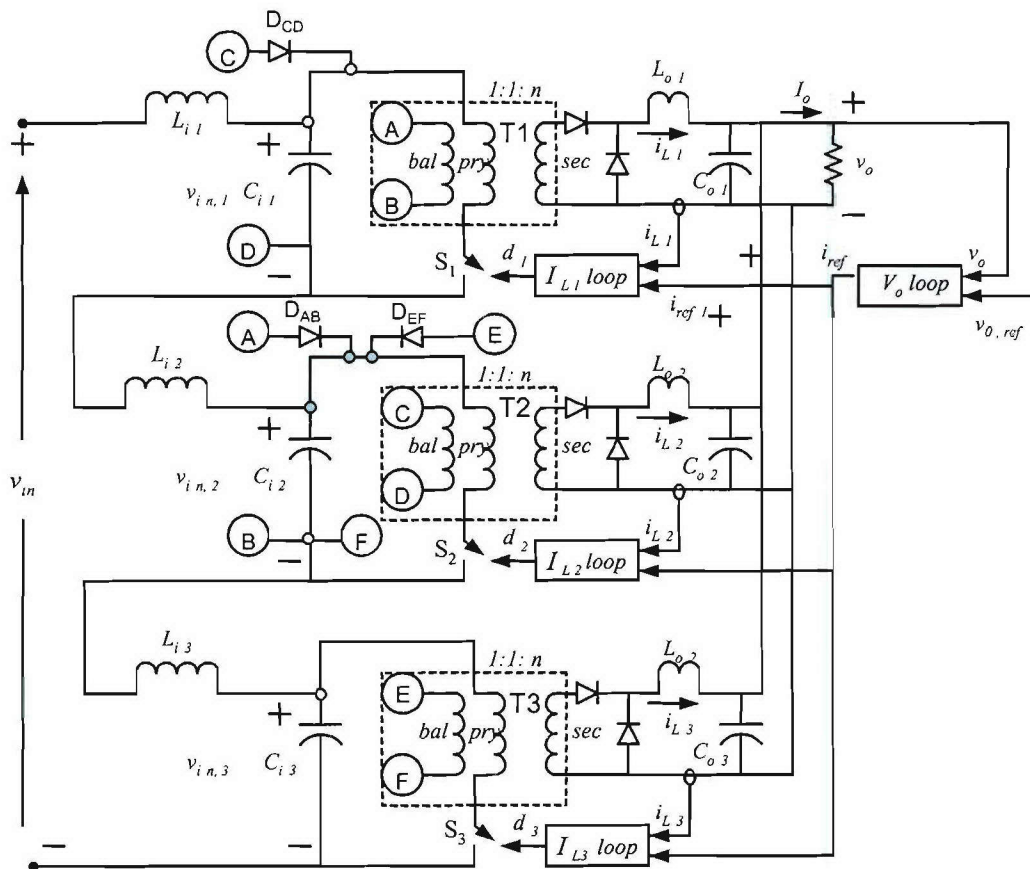 D_CD
C
L_i1
+
+
v_in,1 C_i1
D
−
1:1:n
A
B
bal pry T1 sec
S_1
d_1
I_L1 loop
L_o1
i_L1
C_o1
I_o
+
v_o
−
i_L1
i_ref1
+
+
i_ref
V_o loop
v_o
v_0,ref
D_AB
D_EF
A
E
L_i2
+
v_in,2 C_i2
B
F
−
1:1:n
C
D
bal pry T2 sec
S_2
d_2
I_L2 loop
L_o2
i_L2
C_o2
i_L2
v_in
L_i3
+
v_in,3 C_i3
−
−
1:1:n
E
F
bal pry T3 sec
S_3
d_3
I_L3 loop
L_o2
i_L3
C_o3
i_L3